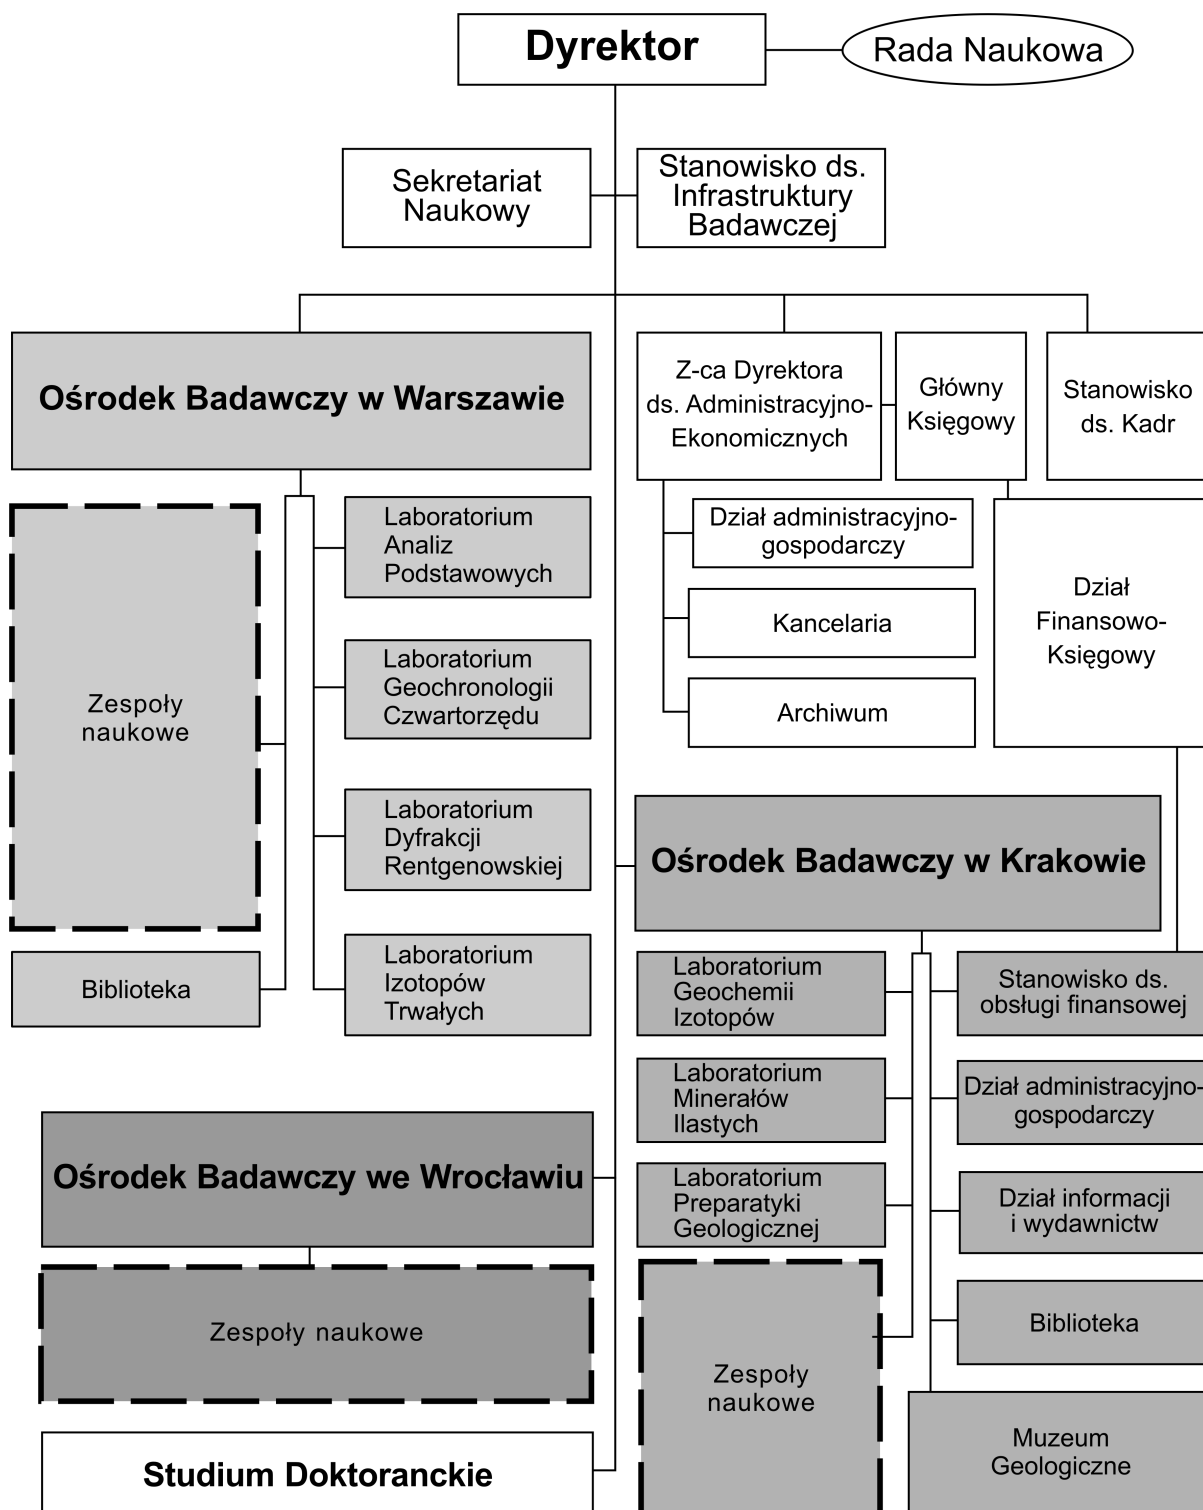 Dyrektor
Rada Naukowa
Sekretariat
Naukowy
Stanowisko ds.
Infrastruktury
Badawczej
Ośrodek Badawczy w Warszawie
Z-ca Dyrektora
ds. Administracyjno-
Ekonomicznych
Główny
Księgowy
Stanowisko
ds. Kadr
Zespoły
naukowe
Laboratorium
Analiz
Podstawowych
Laboratorium
Geochronologii
Czwartorzędu
Laboratorium
Dyfrakcji
Rentgenowskiej
Laboratorium
Izotopów
Trwałych
Biblioteka
Dział administracyjno-
gospodarczy
Kancelaria
Archiwum
Dział
Finansowo-
Księgowy
Ośrodek Badawczy w Krakowie
Laboratorium
Geochemii
Izotopów
Laboratorium
Minerałów
Ilastych
Laboratorium
Preparatyki
Geologicznej
Zespoły
naukowe
Stanowisko ds.
obsługi finansowej
Dział administracyjno-
gospodarczy
Dział informacji
i wydawnictw
Biblioteka
Muzeum
Geologiczne
Ośrodek Badawczy we Wrocławiu
Zespoły naukowe
Studium Doktoranckie